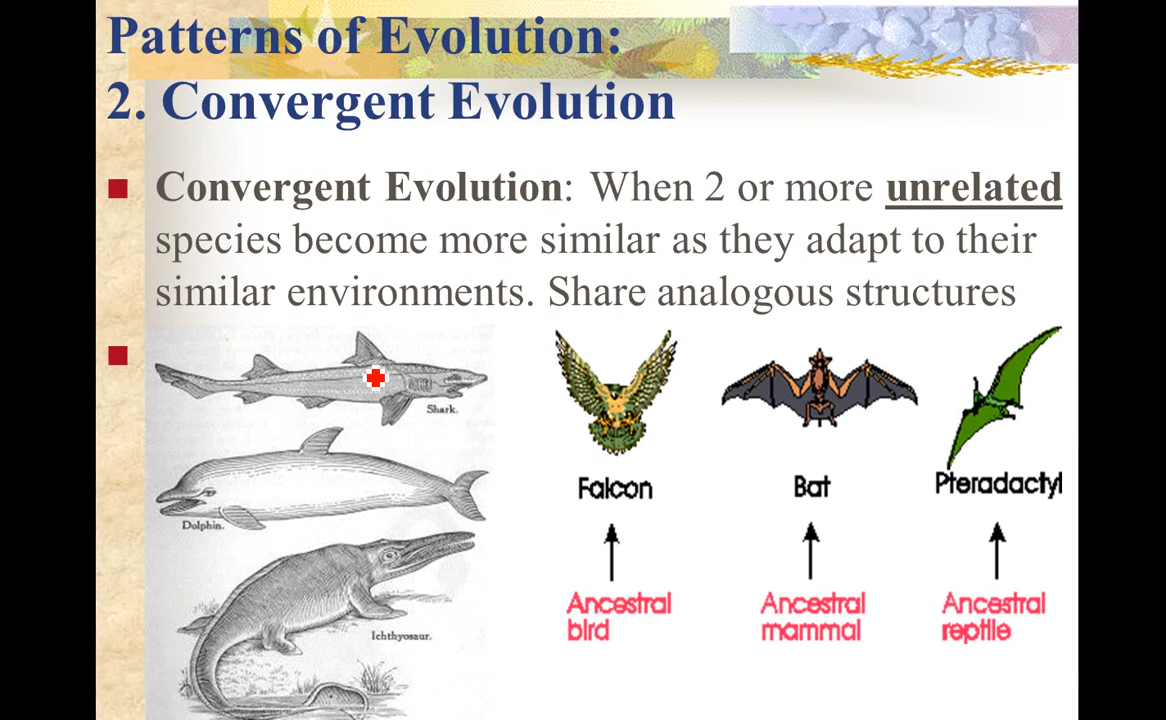 Patterns of Evolution:
2. Convergent Evolution
Convergent Evolution: When 2 or more unrelated
species become more similar as they adapt to their
similar environments. Share analogous structures
Shark.
Dolphin.
Ichthyosaur.
Falcon
Bat
Pteradactyl
Ancestral
bird
Ancestral
mammal
Ancestral
reptile